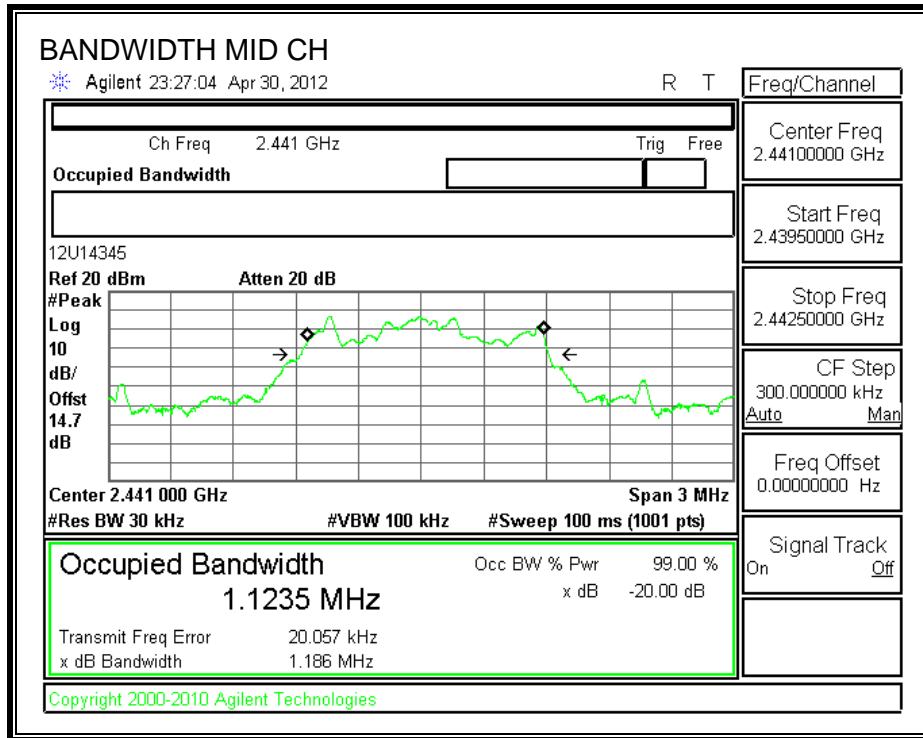 BANDWIDTH MID CH
Agilent 23:27:04 Apr 30, 2012 R T
Freq/Channel
Ch Freq 2.441 GHz Trig Free
Occupied Bandwidth
Center Freq
2.44100000 GHz
Start Freq
2.43950000 GHz
Stop Freq
2.44250000 GHz
CF Step
300.000000 kHz
Auto Man
Freq Offset
0.00000000 Hz
Signal Track
On Off
12U14345
Ref 20 dBm Atten 20 dB
#Peak
Log
10
dB/
Offst
14.7
dB
Center 2.441 000 GHz Span 3 MHz
#Res BW 30 kHz #VBW 100 kHz #Sweep 100 ms (1001 pts)
Occupied Bandwidth Occ BW % Pwr 99.00 %
1.1235 MHz x dB -20.00 dB
Transmit Freq Error 20.057 kHz
x dB Bandwidth 1.186 MHz
Copyright 2000-2010 Agilent Technologies